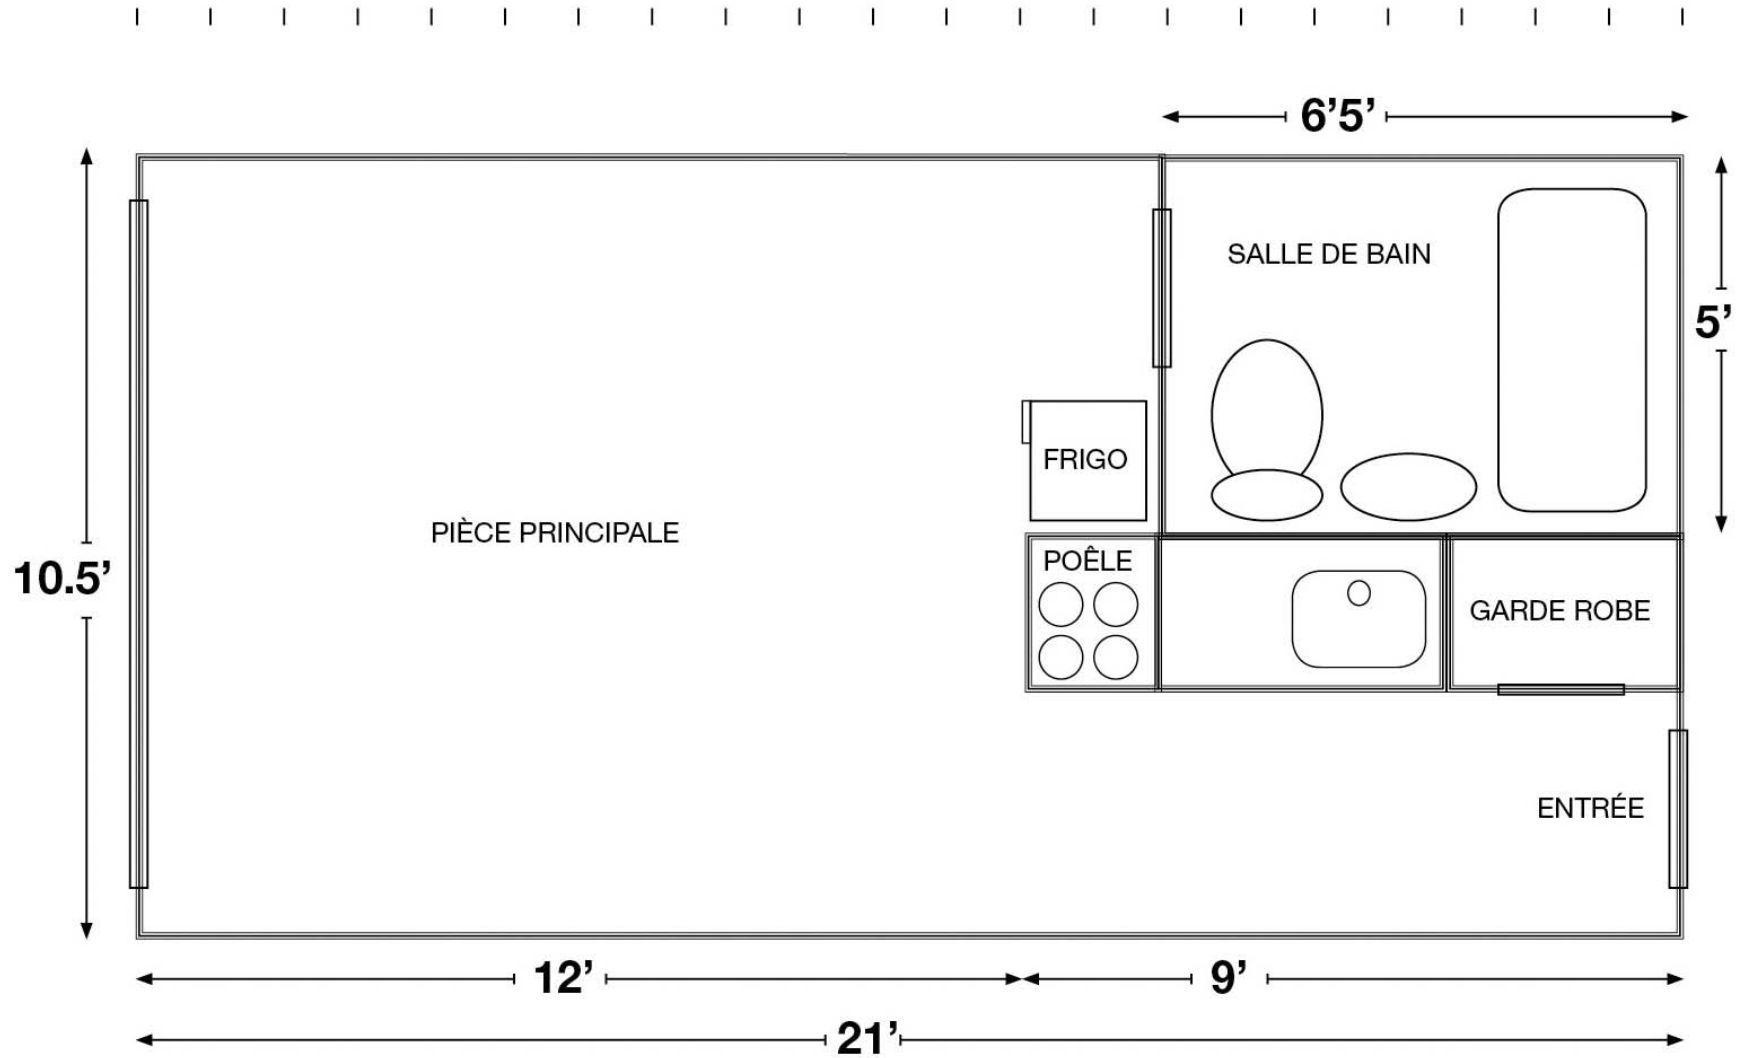 6’5’
SALLE DE BAIN
5’
FRIGO
PIÈCE PRINCIPALE
POÊLE
10.5’
GARDE ROBE
ENTRÉE
12’
9’
21’